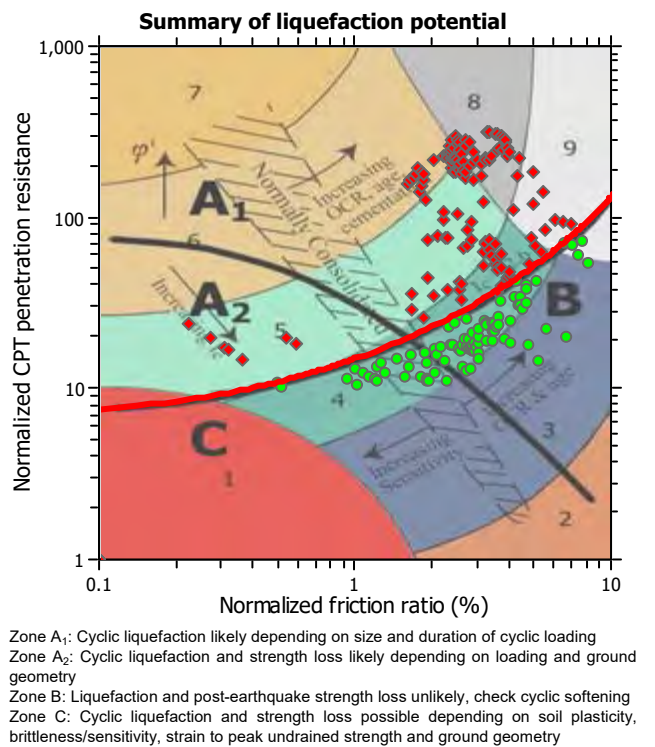 Summary of liquefaction potential
1,000
100
10
1
Normalized CPT penetration resistance
7
8
9
φ'
A1
Normally Consolidated
Increasing
OCR, age,
cementation
6
A2
Increasing
5
B
4
C
1
Increasing
Sensitivity
Increasing
OCR & age
3
2
0.1
1
10
Normalized friction ratio (%)
Zone A1: Cyclic liquefaction likely depending on size and duration of cyclic loading
Zone A2: Cyclic liquefaction and strength loss likely depending on loading and ground
geometry
Zone B: Liquefaction and post-earthquake strength loss unlikely, check cyclic softening
Zone C: Cyclic liquefaction and strength loss possible depending on soil plasticity,
brittleness/sensitivity, strain to peak undrained strength and ground geometry